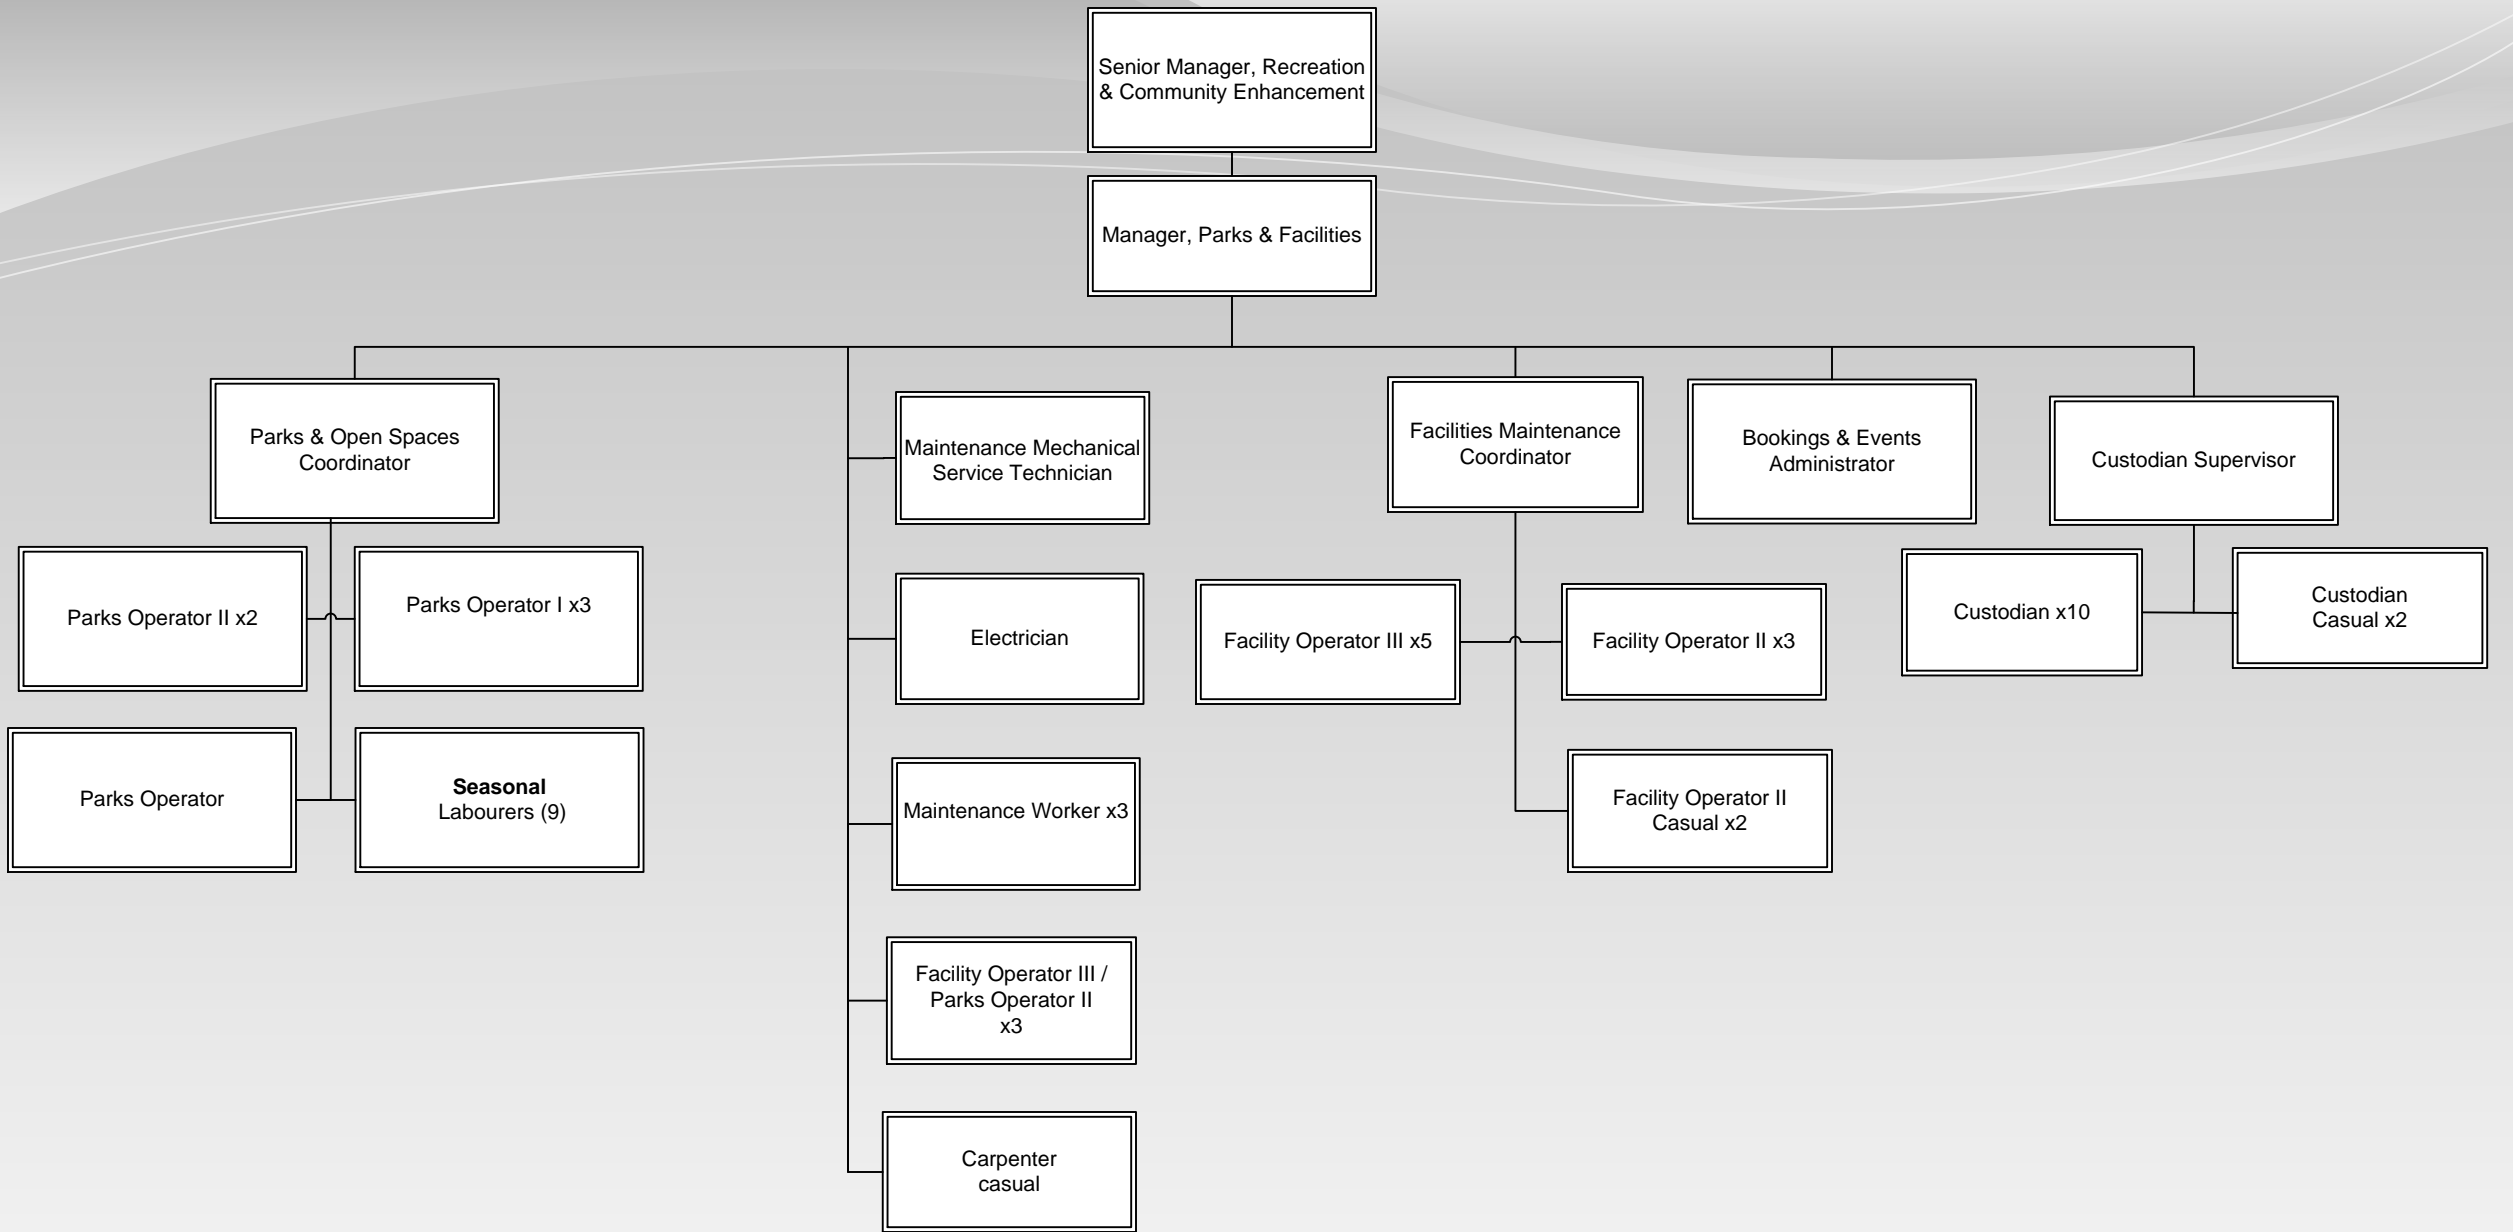 Senior Manager, Recreation
& Community Enhancement
Manager, Parks & Facilities
Parks & Open Spaces
Coordinator
Parks Operator II x2
Parks Operator I x3
Parks Operator
Seasonal
Labourers (9)
Maintenance Mechanical
Service Technician
Electrician
Maintenance Worker x3
Facility Operator III /
Parks Operator II
x3
Carpenter
casual
Facilities Maintenance
Coordinator
Facility Operator III x5
Facility Operator II x3
Facility Operator II
Casual x2
Bookings & Events
Administrator
Custodian Supervisor
Custodian x10
Custodian
Casual x2